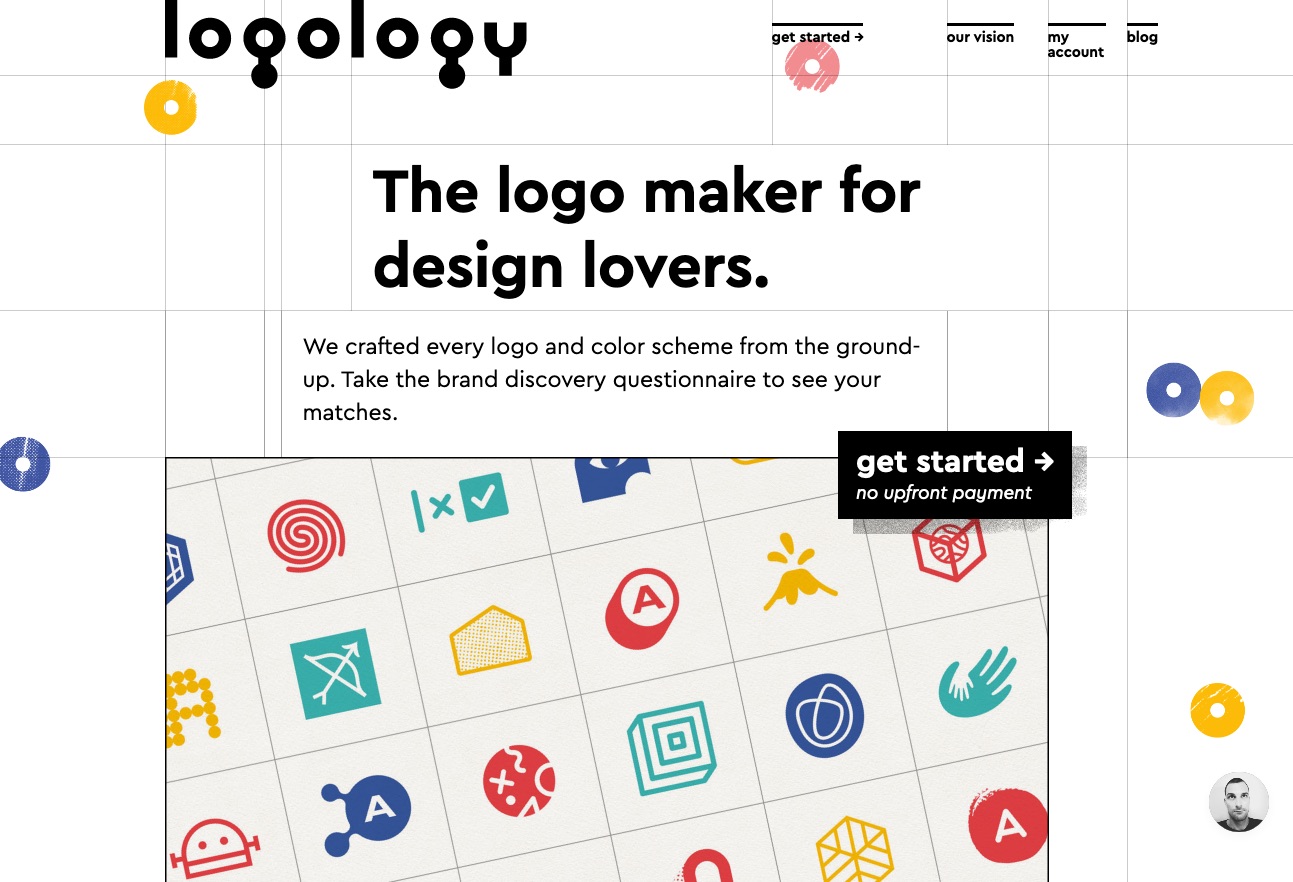 logology
get started →
our vision
my
account
blog
The logo maker for
design lovers.
We crafted every logo and color scheme from the ground-
up. Take the brand discovery questionnaire to see your
matches.
get started →
no upfront payment
A
A
A
A